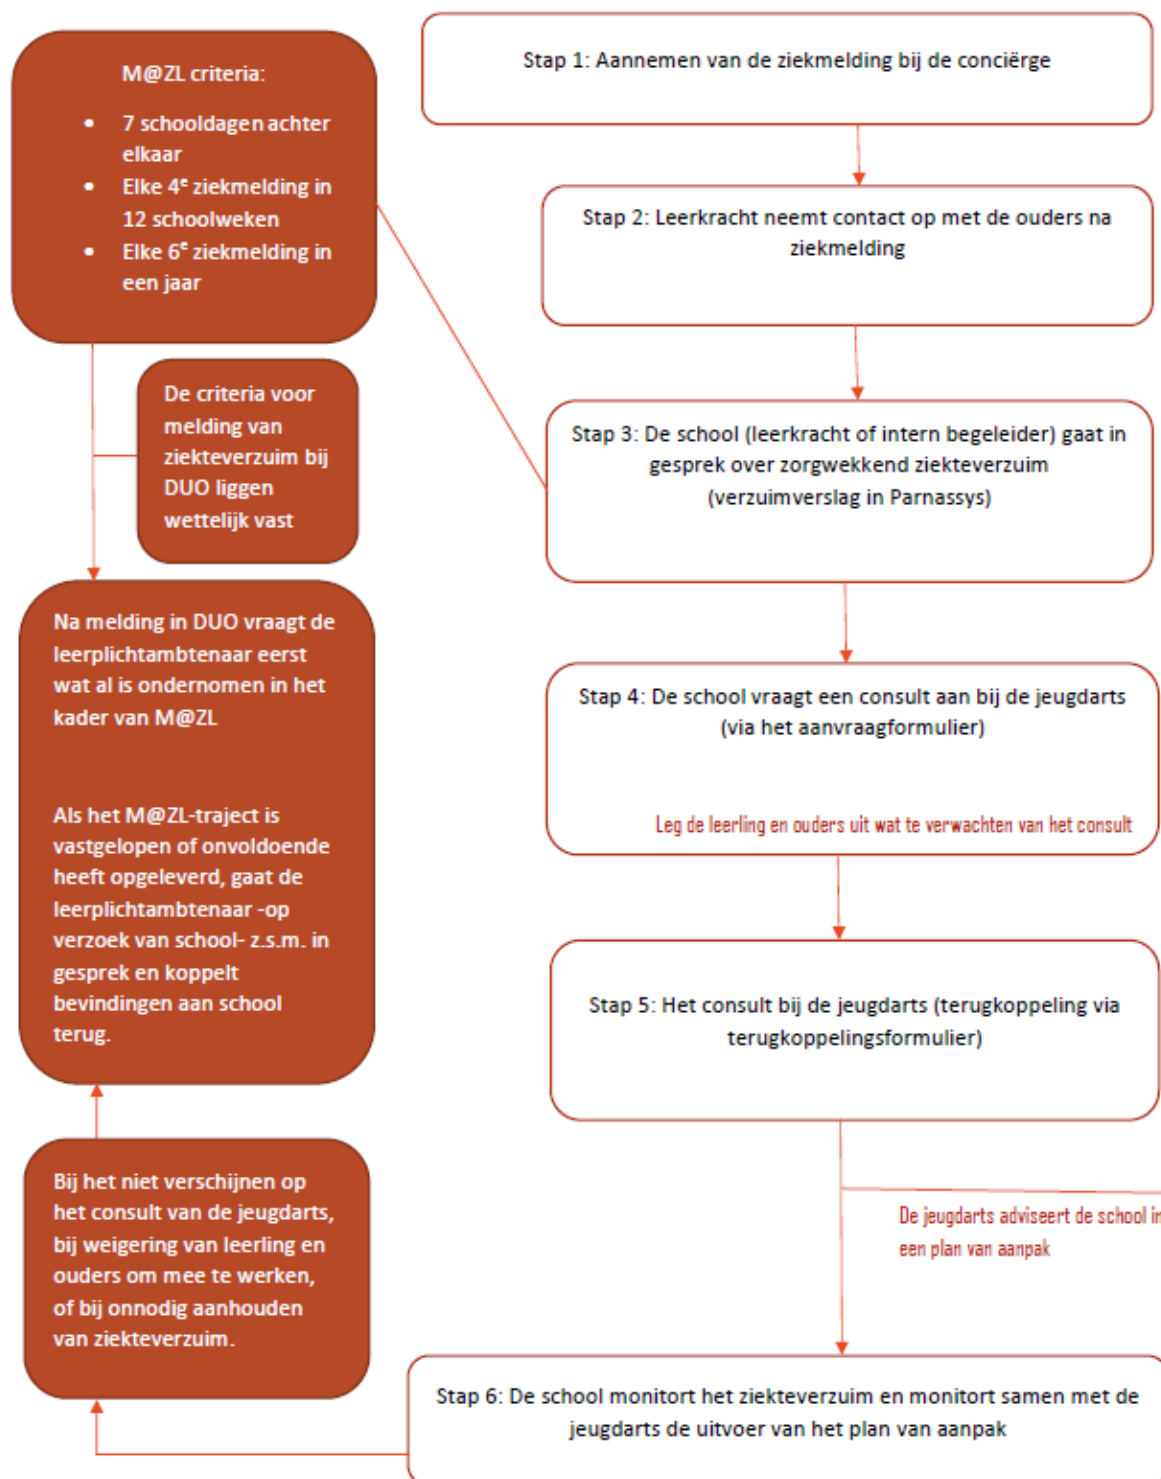 M@ZL criteria:
• 7 schooldagen achter
elkaar
• Elke 4e ziekmelding in
12 schoolweken
• Elke 6e ziekmelding in
een jaar
De criteria voor
melding van
ziekteverzuim bij
DUO liggen
wettelijk vast
Na melding in DUO vraagt de
leerplichtambtenaar eerst
wat al is ondernomen in het
kader van M@ZL
Als het M@ZL-traject is
vastgelopen of onvoldoende
heeft opgeleverd, gaat de
leerplichtambtenaar -op
verzoek van school- z.s.m. in
gesprek en koppelt
bevindingen aan school
terug.
Bij het niet verschijnen op
het consult van de jeugdarts,
bij weigering van leerling en
ouders om mee te werken,
of bij onnodig aanhouden
van ziekteverzuim.
Stap 1: Aannemen van de ziekmelding bij de conciërge
Stap 2: Leerkracht neemt contact op met de ouders na
ziekmelding
Stap 3: De school (leerkracht of intern begeleider) gaat in
gesprek over zorgwekkend ziekteverzuim
(verzuimverslag in Parnassys)
Stap 4: De school vraagt een consult aan bij de jeugdarts
(via het aanvraagformulier)
Leg de leerling en ouders uit wat te verwachten van het consult
Stap 5: Het consult bij de jeugdarts (terugkoppeling via
terugkoppelingsformulier)
De jeugdarts adviseert de school in
een plan van aanpak
Stap 6: De school monitort het ziekteverzuim en monitort samen met de
jeugdarts de uitvoer van het plan van aanpak